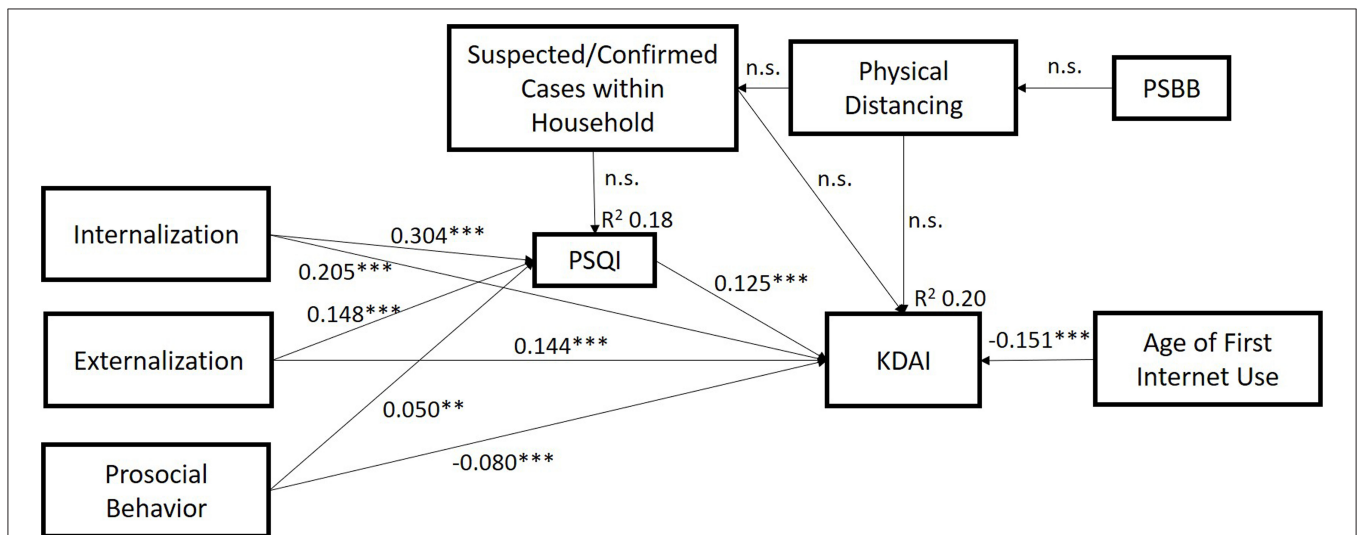 Suspected/Confirmed
Cases within
Household
n.s.
Physical
Distancing
n.s.
PSBB
n.s.
n.s.
n.s.
Internalization
0.304***
R² 0.18
PSQI
0.205***
0.125***
0.148***
R² 0.20
Externalization
0.144***
KDAI
-0.151***
Age of First
Internet Use
0.050**
-0.080***
Prosocial
Behavior